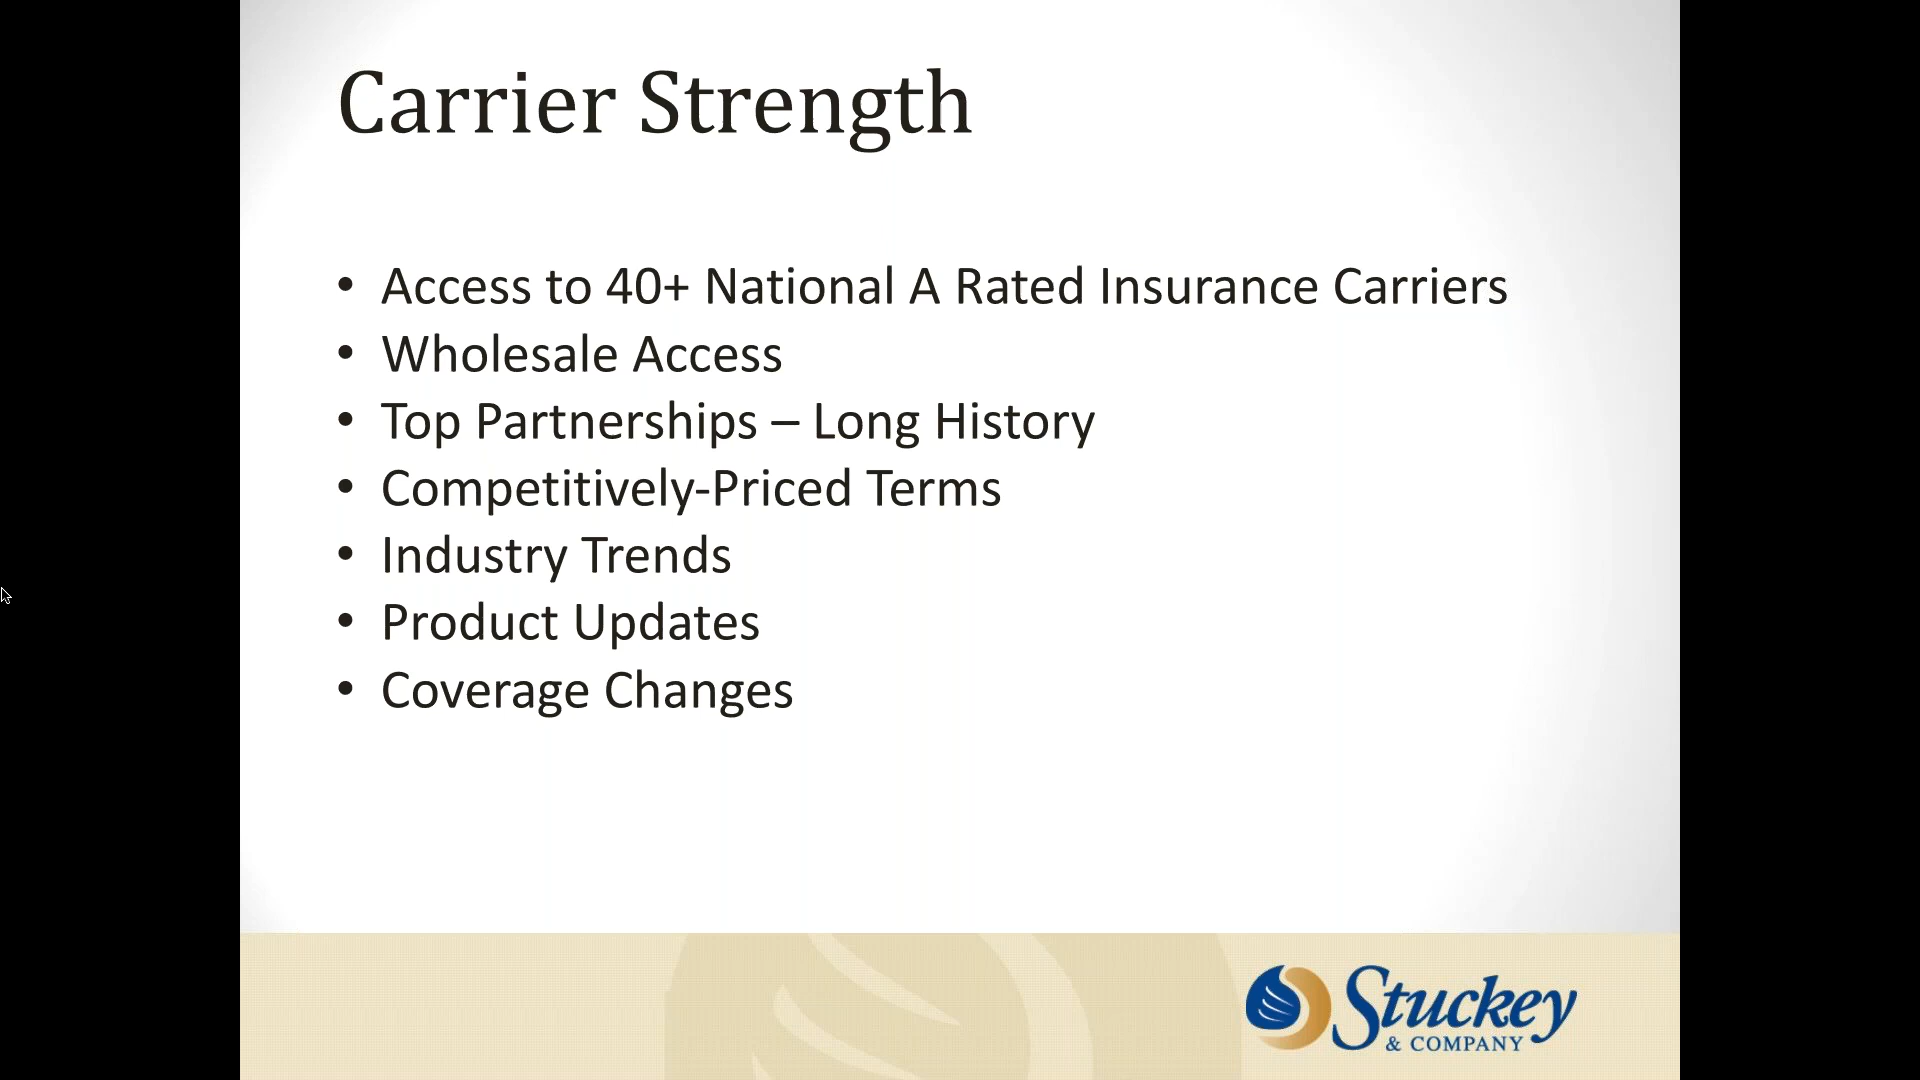 Carrier Strength
• Access to 40+ National A Rated Insurance Carriers
• Wholesale Access
• Top Partnerships – Long History
• Competitively-Priced Terms
• Industry Trends
• Product Updates
• Coverage Changes
Stuckey
& COMPANY